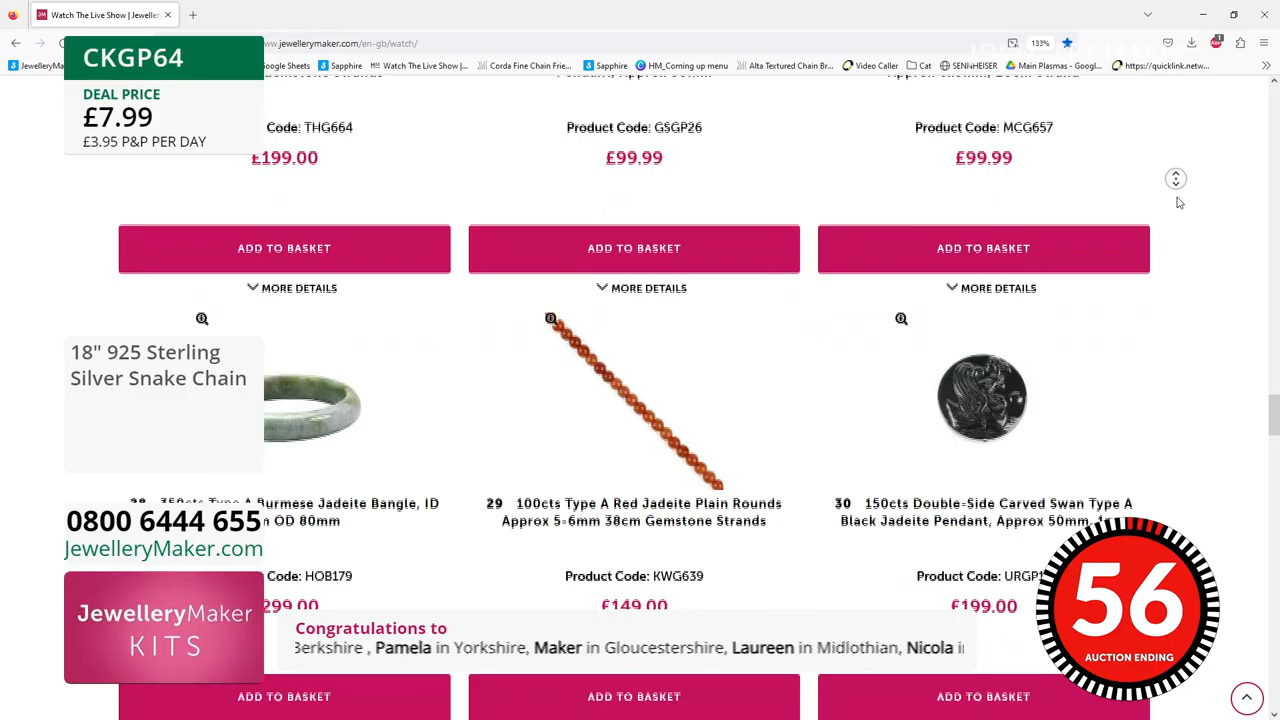 Watch The Live Show | Jeweller
ww.jewellerymaker.com/en-gb/watch/
133%
JewelleryM
Google Sheets
Sapphire
Watch The Live Show |...
Corda Fine Chain Frie...
Sapphire
HM_Coming up menu
Alta Textured Chain Br...
Video Caller
Cat
SENNHEISER
Main Plasmas - Googl...
https://quicklink.netw...
CKGP64
DEAL PRICE
£7.99
£3.95 P&P PER DAY
Code: THG664
£199.00
Product Code: GSGP26
£99.99
Product Code: MCG657
£99.99
ADD TO BASKET
ADD TO BASKET
ADD TO BASKET
MORE DETAILS
MORE DETAILS
MORE DETAILS
18" 925 Sterling
Silver Snake Chain
28 350cts Type A Burmese Jadeite Bangle, ID
OD 80mm
29 100cts Type A Red Jadeite Plain Rounds
Approx 5-6mm 38cm Gemstone Strands
30 150cts Double-Side Carved Swan Type A
Black Jadeite Pendant, Approx 50mm,
0800 6444 655
JewelleryMaker.com
Code: HOB179
£299.00
Product Code: KWG639
£149.00
Product Code: URGP1
£199.00
JewelleryMaker
KITS
Congratulations to
Berkshire , Pamela in Yorkshire, Maker in Gloucestershire, Laureen in Midlothian, Nicola i
56
AUCTION ENDING
ADD TO BASKET
ADD TO BASKET
ADD TO BASKET